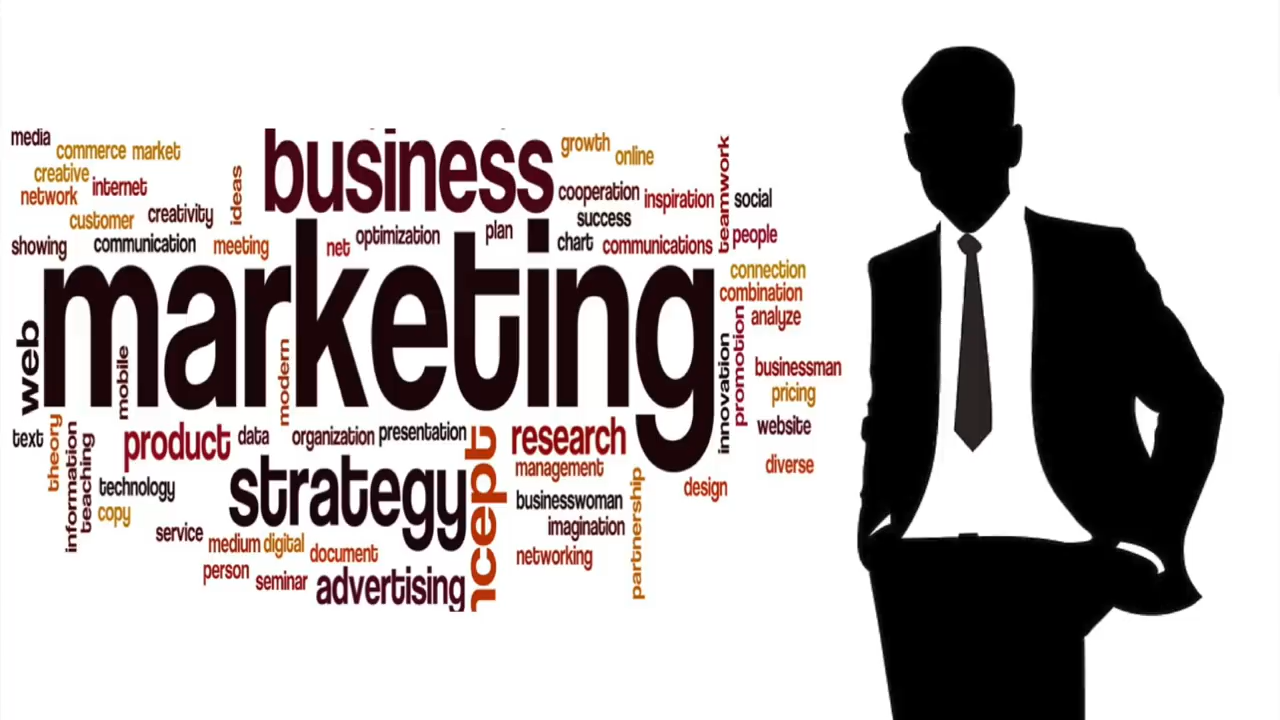 media
commerce market
creative
network
internet
customer
creativity
ideas
business
growth
online
cooperation
inspiration
teamwork
social
success
people
showing
communication
meeting
net
optimization
plan
chart
communications
marketing
connection
combination
analyze
web
mobile
modern
innovation
promotion
businessman
pricing
website
text
theory
information
teaching
product
data
organization
presentation
research
management
diverse
design
technology
copy
strategy
businesswoman
imagination
partnership
service
medium
digital
document
networking
person
seminar
advertising